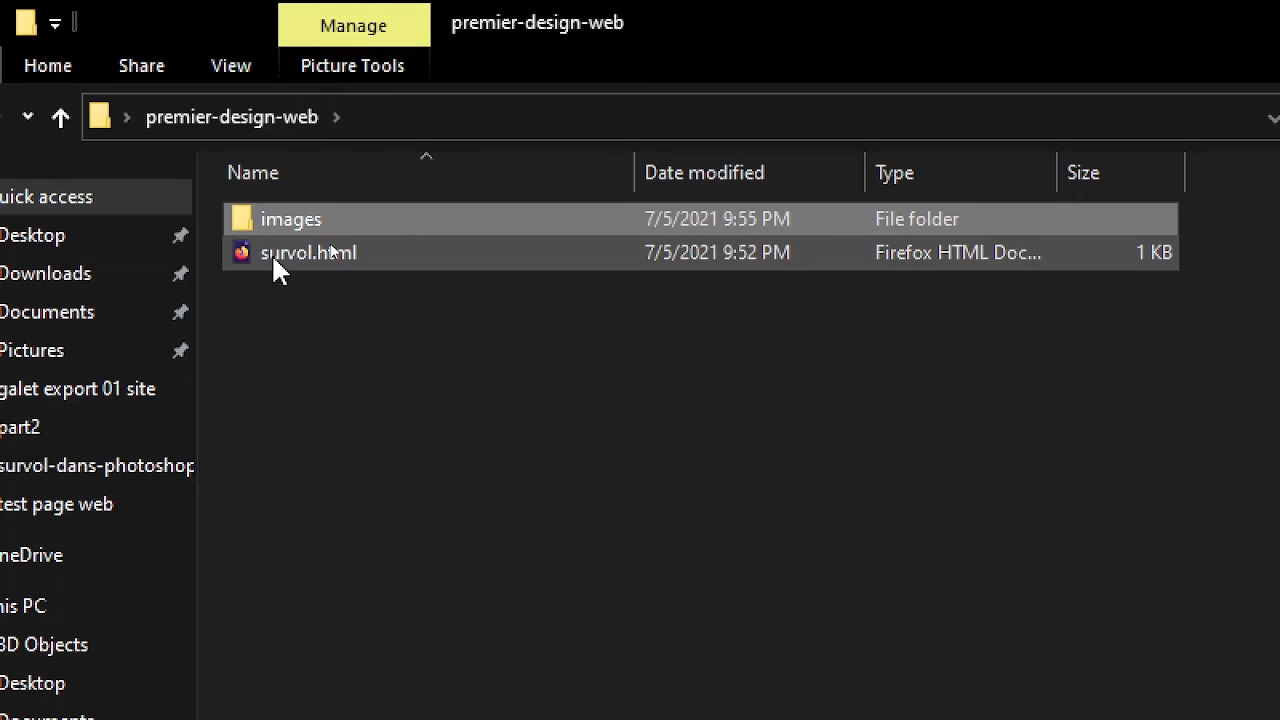 Manage premier-design-web
Home Share View Picture Tools
premier-design-web
Name Date modified Type Size
uick access
images 7/5/2021 9:55 PM File folder
Desktop
survol.html 7/5/2021 9:52 PM Firefox HTML Doc... 1 KB
Downloads
Documents
Pictures
galet export 01 site
part2
survol-dans-photoshop
test page web
neDrive
his PC
3D Objects
Desktop
Documents